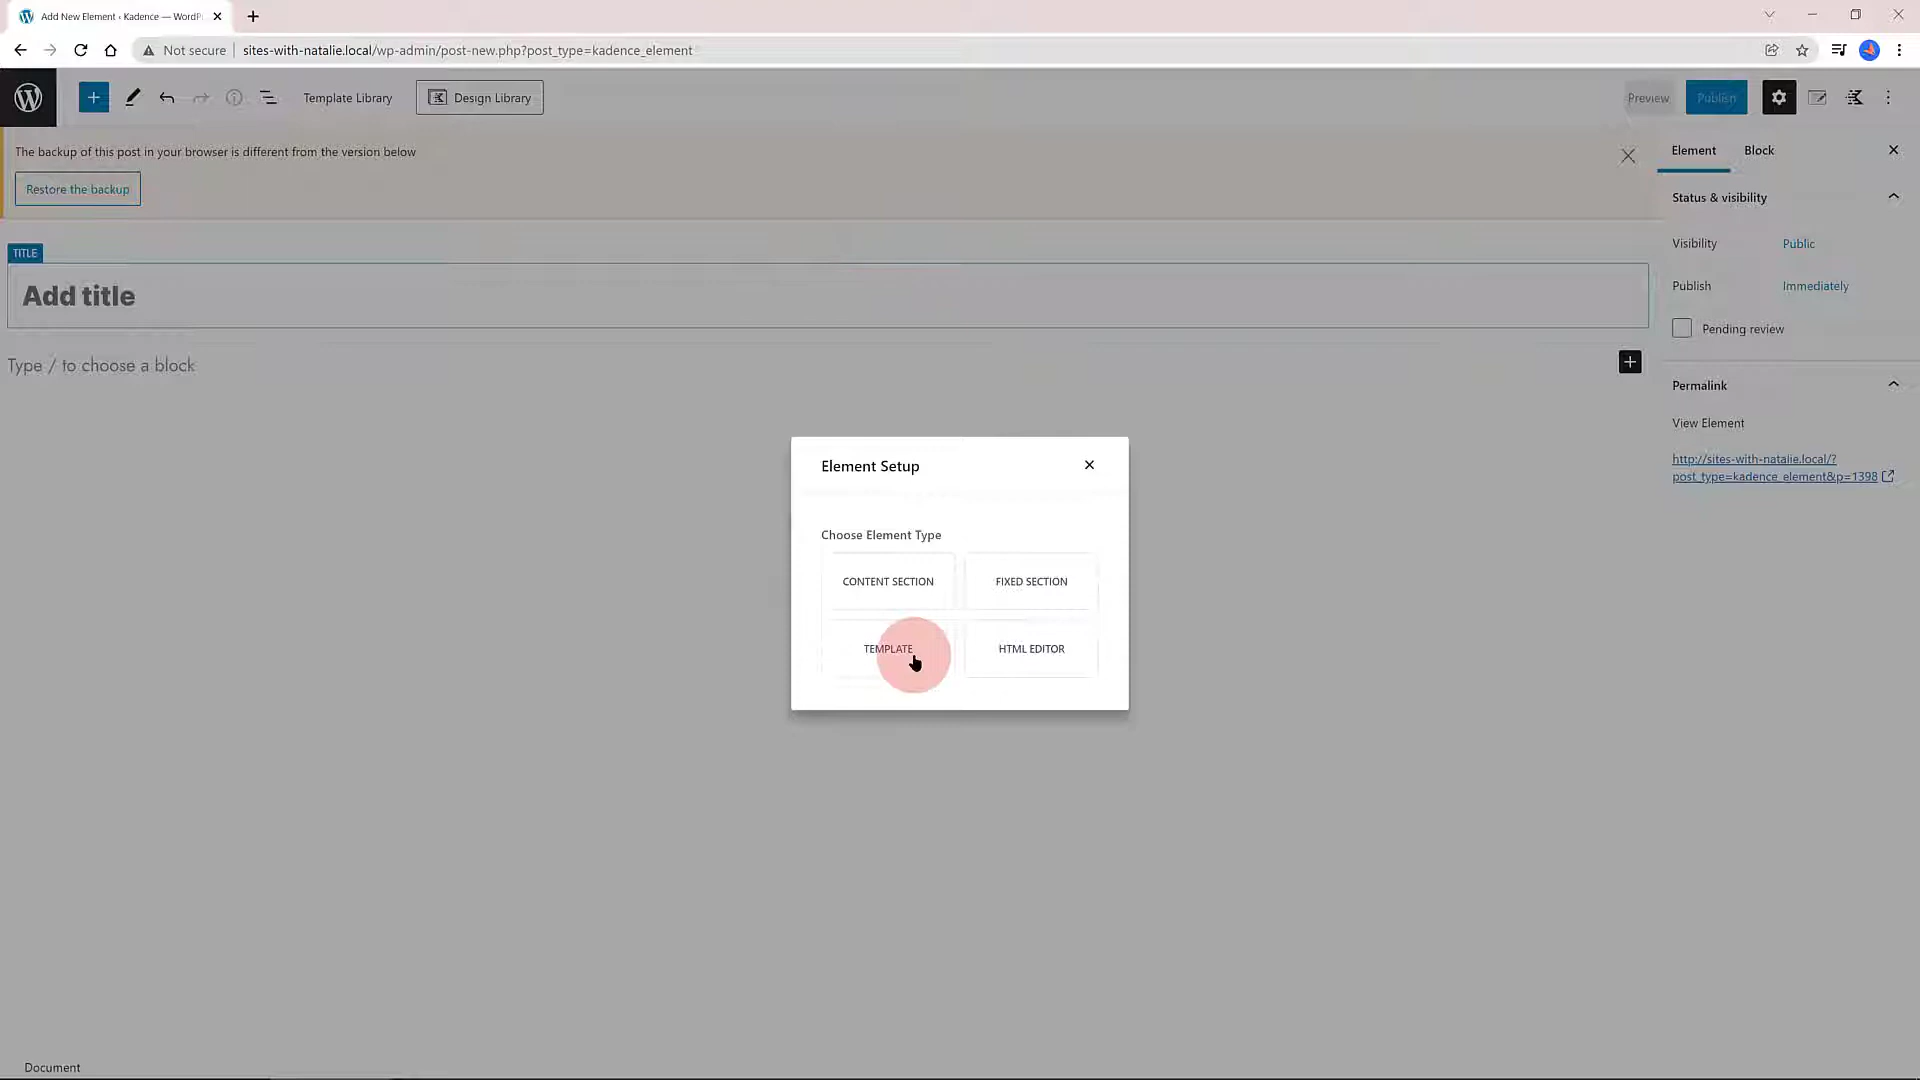 Add New Element ‹ Kadence — WordP
Not secure
sites-with-natalie.local/wp-admin/post-new.php?post_type=kadence_element
Template Library
Design Library
Preview
Publish
The backup of this post in your browser is different from the version below
Restore the backup
Element
Block
Status & visibility
Visibility
Public
Publish
Immediately
Pending review
Permalink
View Element
http://sites-with-natalie.local/?
post_type=kadence_element&p=1398
TITLE
Add title
Type / to choose a block
Element Setup
Choose Element Type
CONTENT SECTION
FIXED SECTION
TEMPLATE
HTML EDITOR
Document